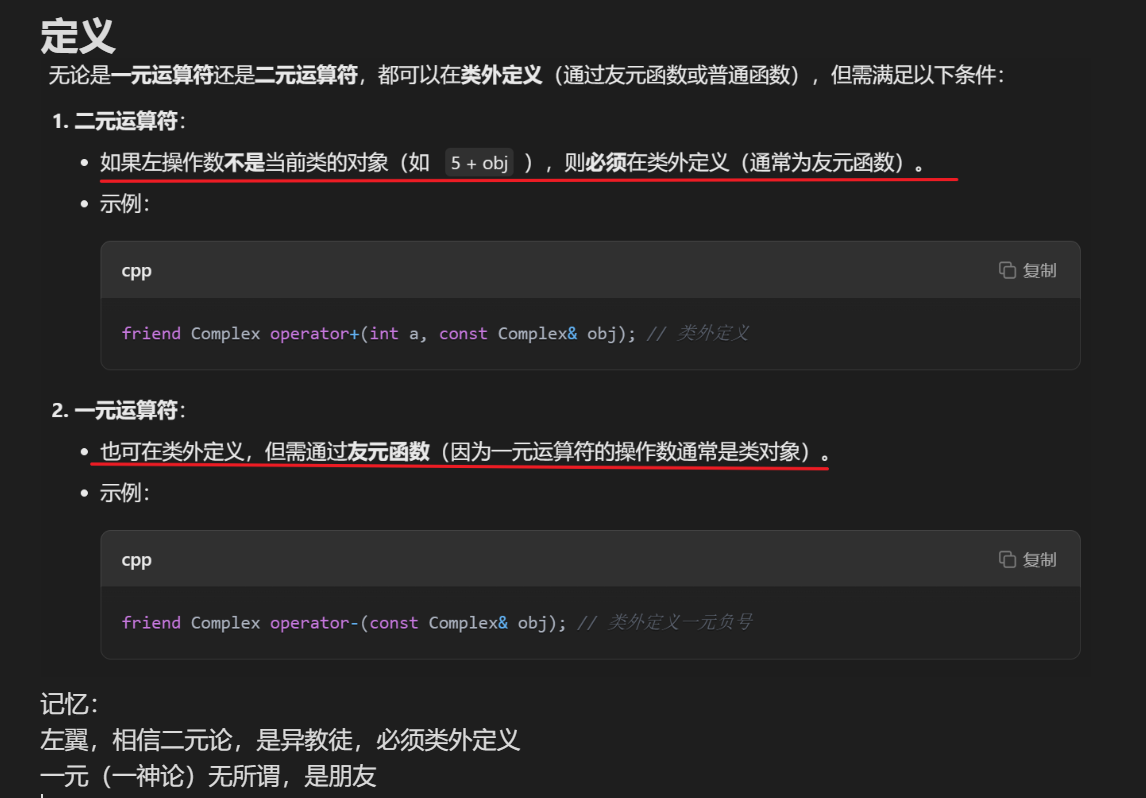 定义
无论是一元运算符还是二元运算符，都可以在类外定义（通过友元函数或普通函数），但需满足以下条件：
1. 二元运算符：
• 如果左操作数不是当前类的对象（如 5 + obj ），则必须在类外定义（通常为友元函数）。
• 示例：
cpp 复制
friend Complex operator+(int a, const Complex& obj); // 类外定义
2. 一元运算符：
• 也可在类外定义，但需通过友元函数（因为一元运算符的操作数通常是类对象）。
• 示例：
cpp 复制
friend Complex operator-(const Complex& obj); // 类外定义一元负号
记忆：
左翼，相信二元论，是异教徒，必须类外定义
一元（一神论）无所谓，是朋友